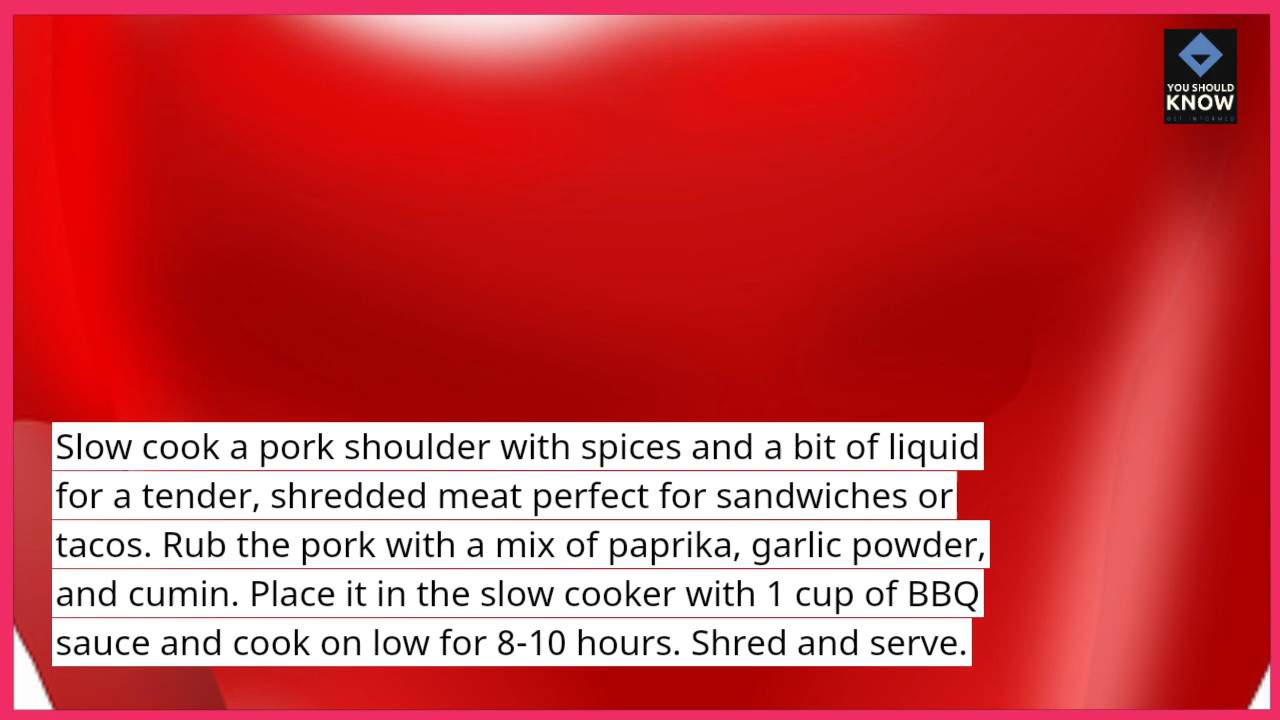 YOU SHOULD
KNOW
GET INFORMED
Slow cook a pork shoulder with spices and a bit of liquid
for a tender, shredded meat perfect for sandwiches or
tacos. Rub the pork with a mix of paprika, garlic powder,
and cumin. Place it in the slow cooker with 1 cup of BBQ
sauce and cook on low for 8-10 hours. Shred and serve.